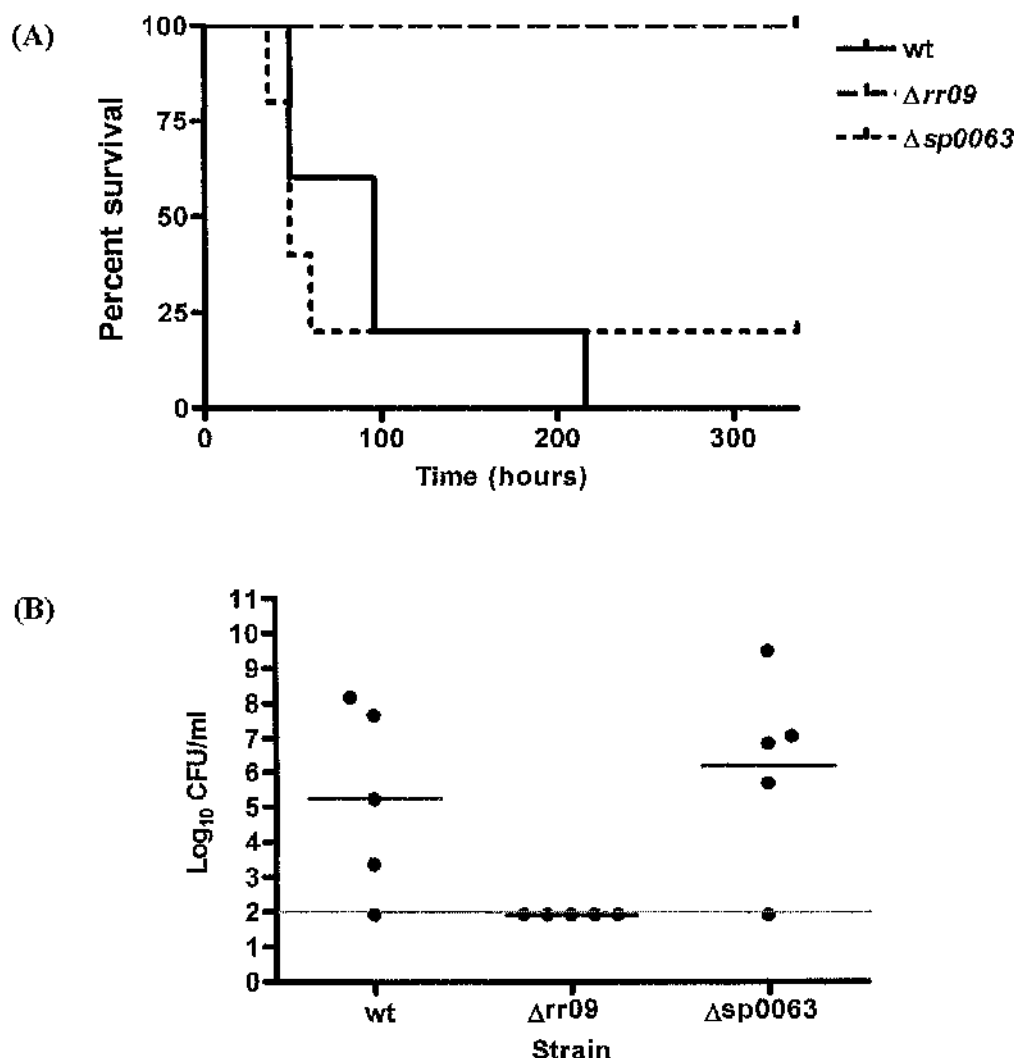 (A)
100
75
50
25
0
Percent survival
0 100 200 300
Time (hours)
wt
Δrr09
Δsp0063
(B)
11
10
9
8
7
6
5
4
3
2
1
0
Log10 CFU/ml
wt Δrr09 Δsp0063
Strain